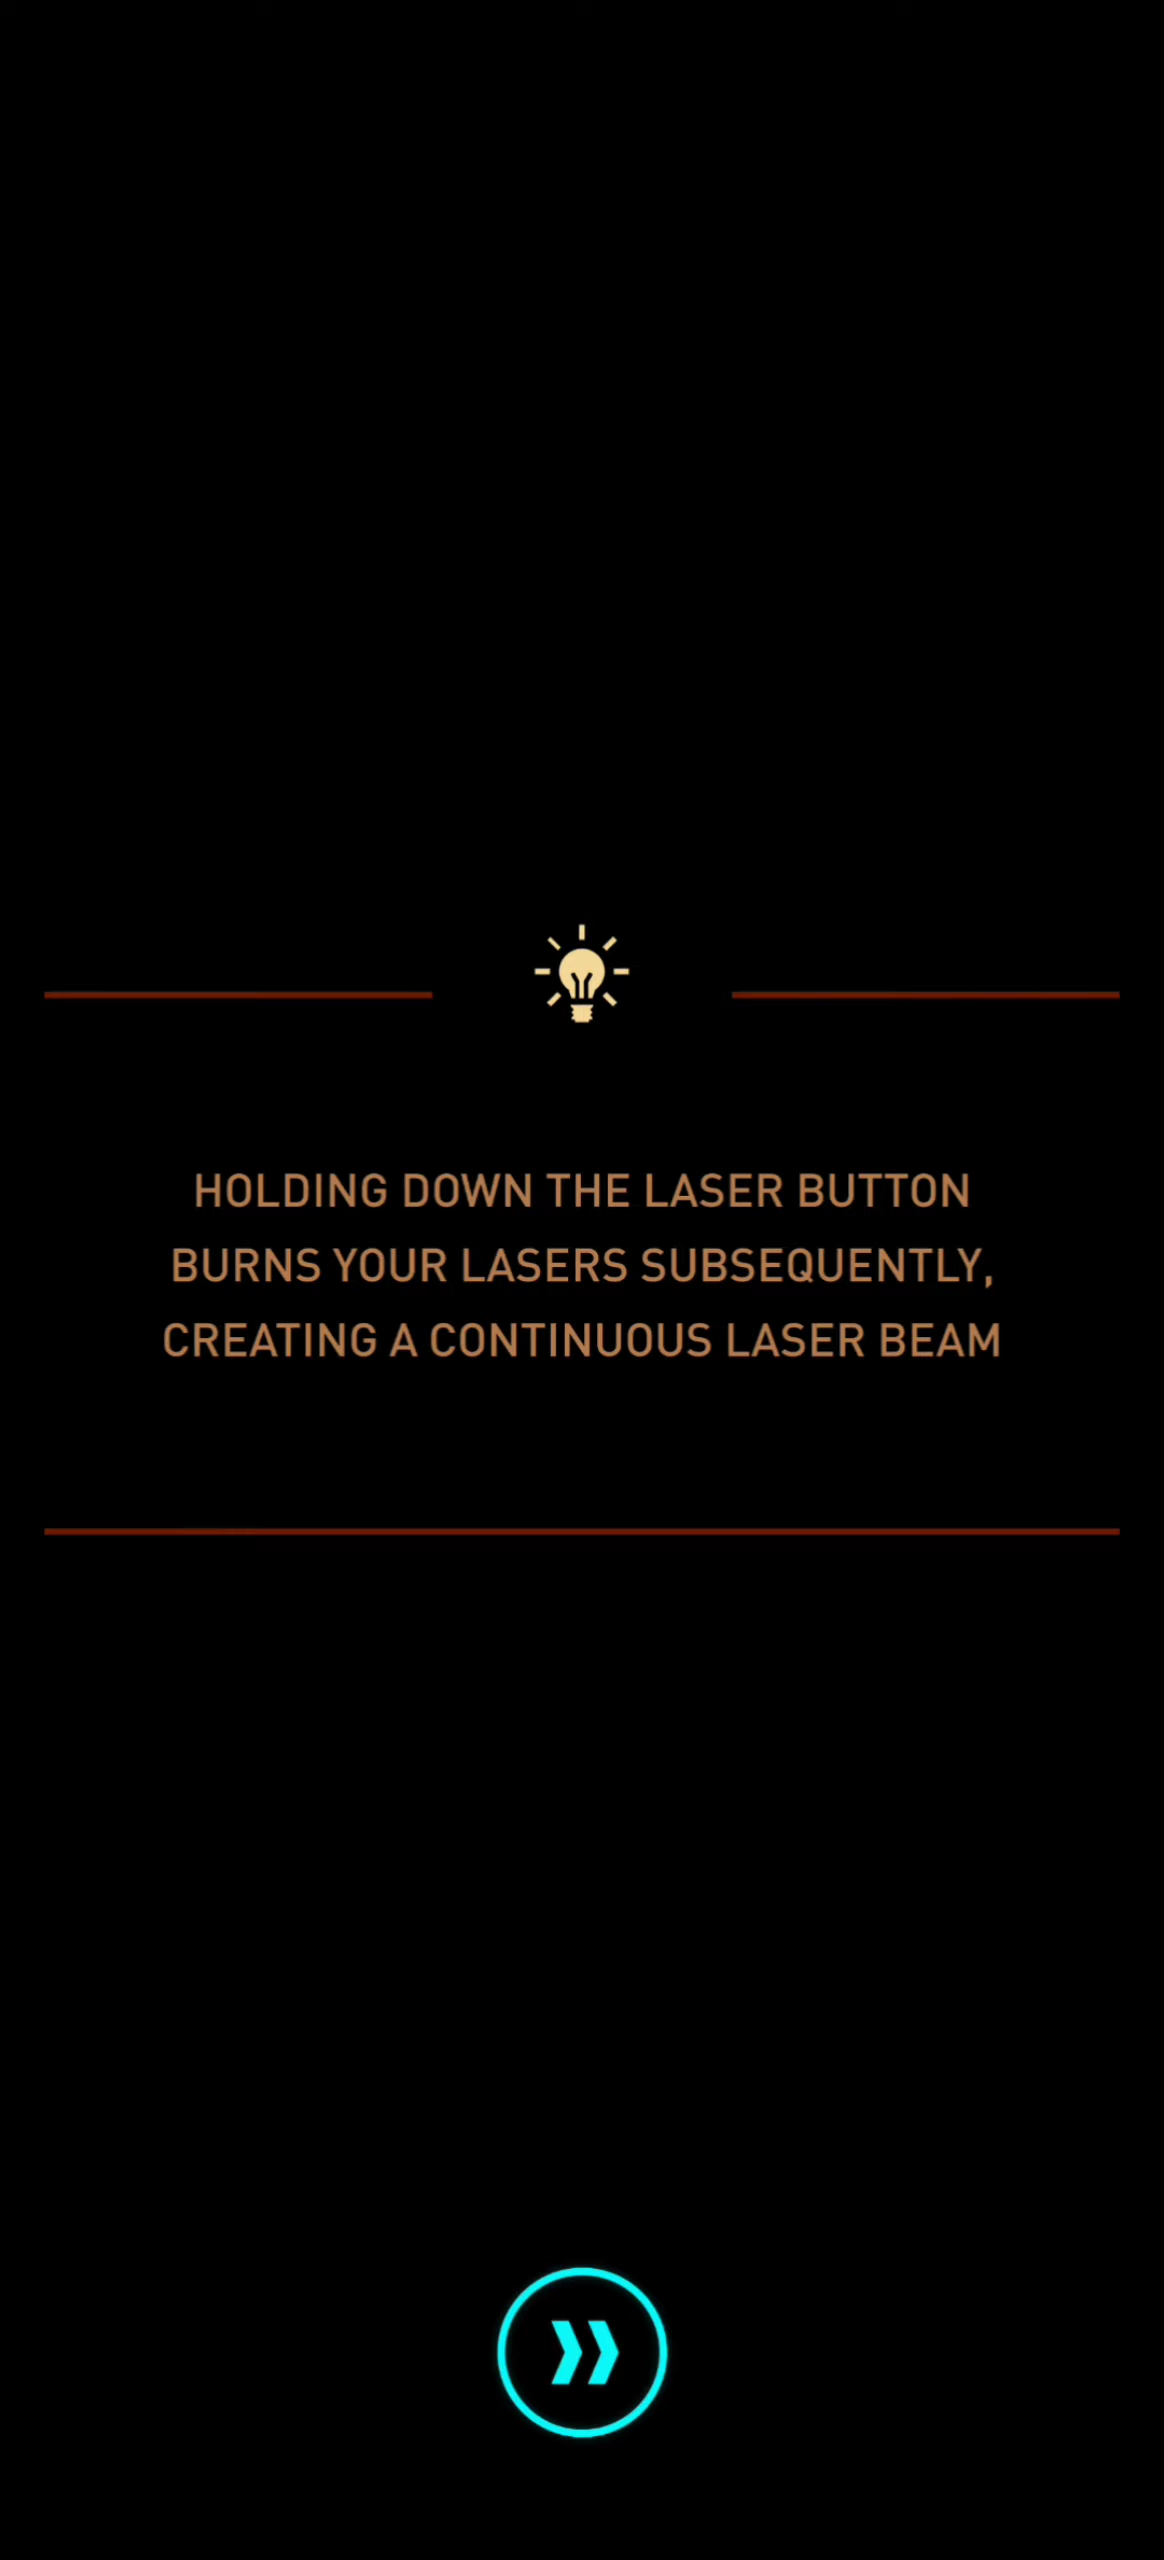 HOLDING DOWN THE LASER BUTTON
BURNS YOUR LASERS SUBSEQUENTLY,
CREATING A CONTINUOUS LASER BEAM